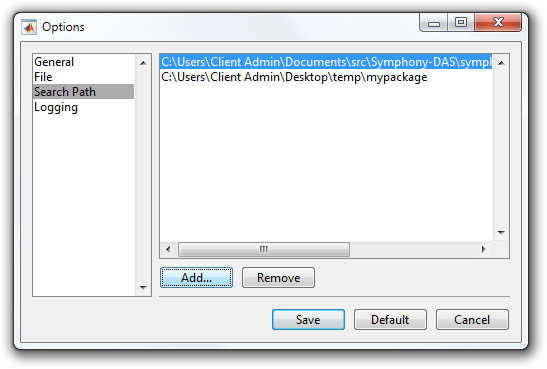 Options
General
File
Search Path
Logging
C:\Users\Client Admin\Documents\src\Symphony-DAS\symp
C:\Users\Client Admin\Desktop\temp\mypackage
Add...
Remove
Save
Default
Cancel